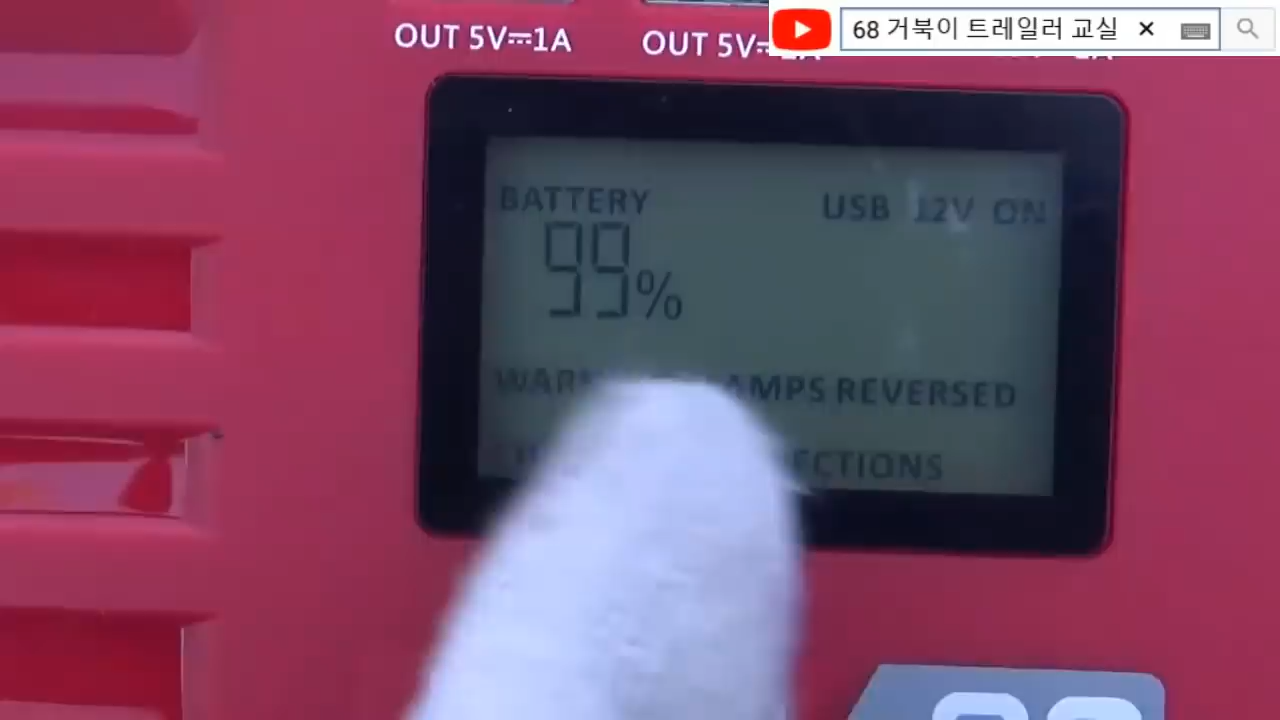 68 거북이 트레일러 교실
OUT 5V⎓1A
OUT 5V
BATTERY
USB 12V ON
99%
AMPS REVERSED
ECTIONS